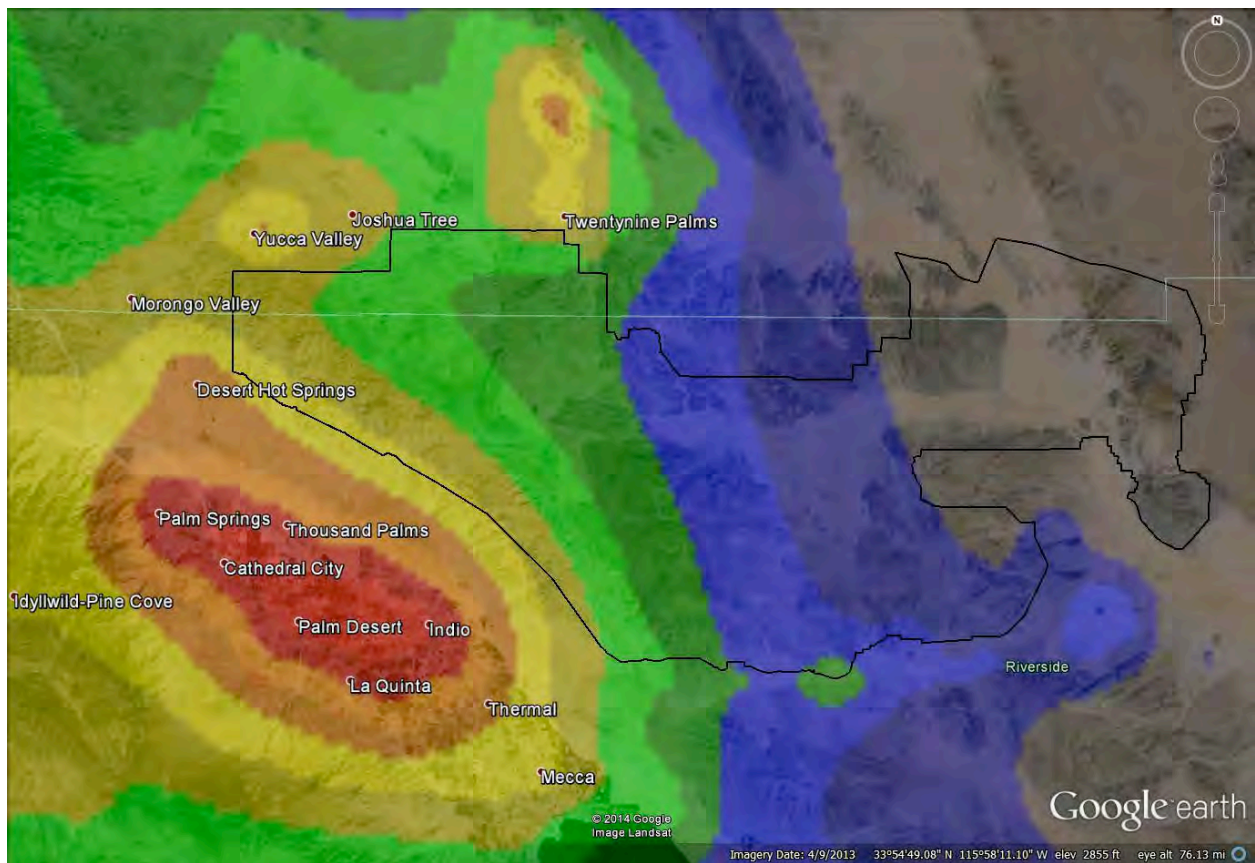 N
Joshua Tree
Twentynine Palms
Yucca Valley
Morongo Valley
Desert Hot Springs
Palm Springs
Thousand Palms
Cathedral City
Idyllwild-Pine Cove
Palm Desert
Indio
Riverside
La Quinta
Thermal
Mecca
Google earth
© 2014 Google
Image Landsat
Imagery Date: 4/9/2013 33°54'49.08" N 115°58'11.10" W elev 2855 ft eye alt 76.13 mi